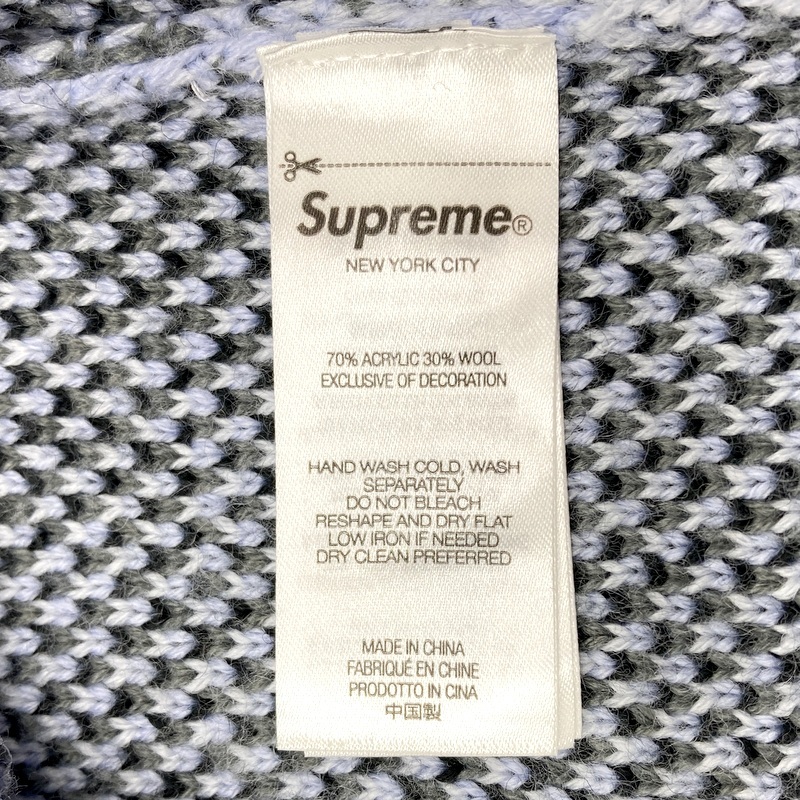 Supreme®
NEW YORK CITY
70% ACRYLIC 30% WOOL
EXCLUSIVE OF DECORATION
HAND WASH COLD, WASH
SEPARATELY
DO NOT BLEACH
RESHAPE AND DRY FLAT
LOW IRON IF NEEDED
DRY CLEAN PREFERRED
MADE IN CHINA
FABRIQUÉ EN CHINE
PRODOTTO IN CINA
中国製